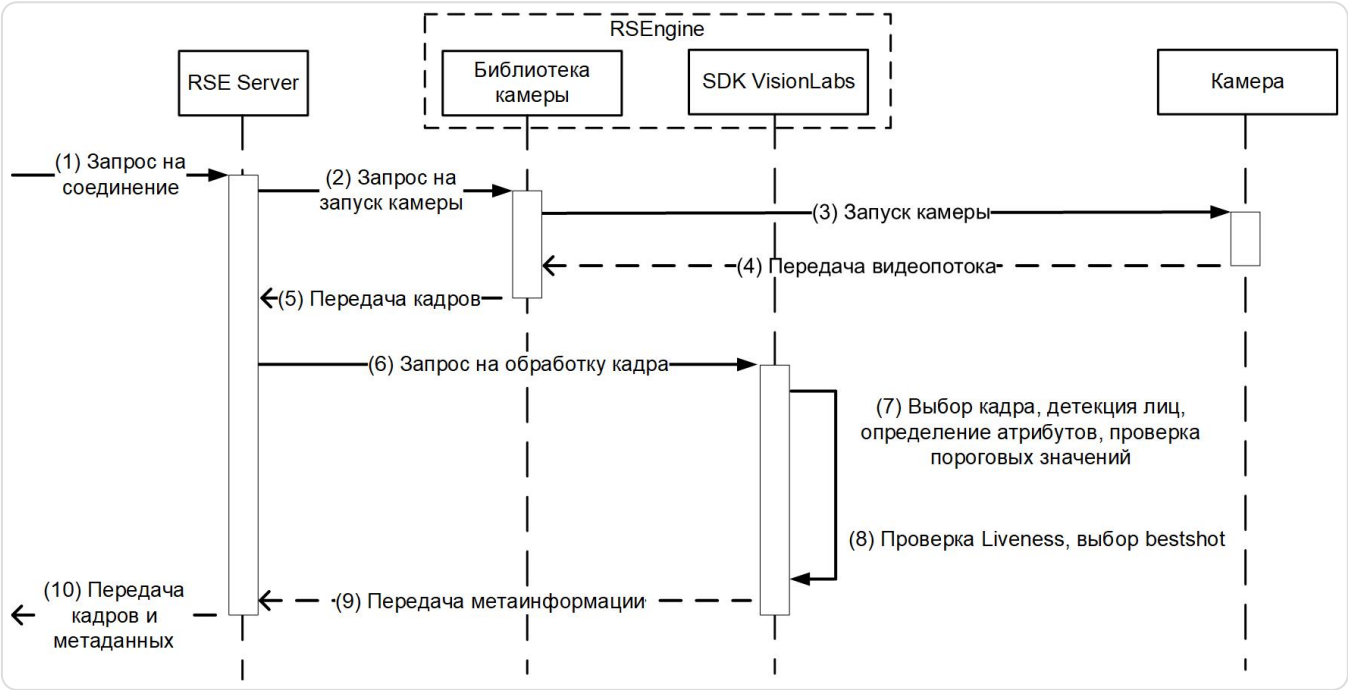 RSEngine
RSE Server
Библиотека
камеры
SDK VisionLabs
Камера
(1) Запрос на
соединение
(2) Запрос на
запуск камеры
(3) Запуск камеры
(4) Передача видеопотока
(5) Передача кадров
(6) Запрос на обработку кадра
(7) Выбор кадра, детекция лиц,
определение атрибутов, проверка
пороговых значений
(8) Проверка Liveness, выбор bestshot
(9) Передача метаинформации
(10) Передача
кадров и
метаданных